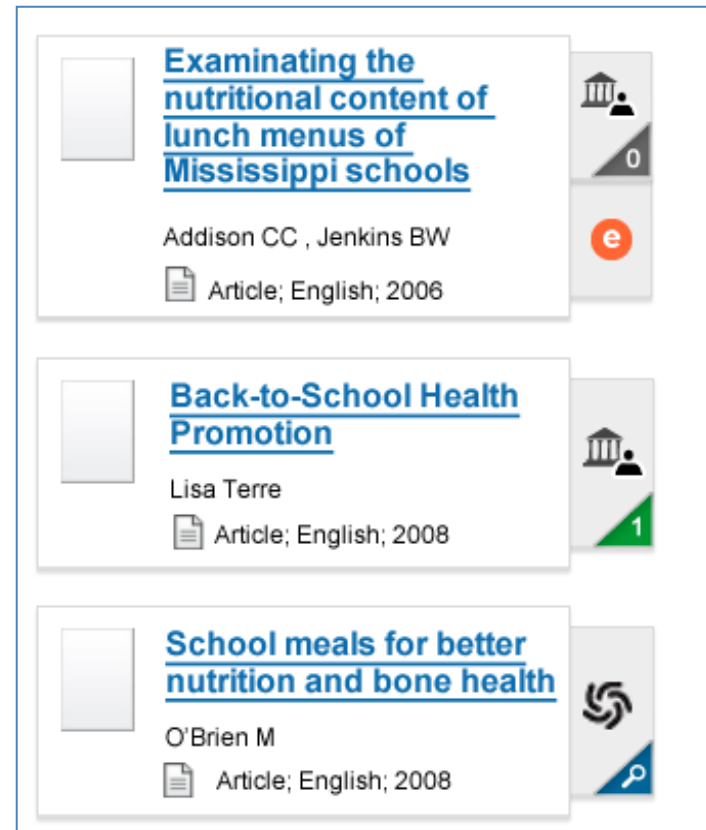 Examinating the
nutritional content of
lunch menus of
Mississippi schools
0
Addison CC , Jenkins BW
e
Article; English; 2006
Back-to-School Health
Promotion
Lisa Terre
Article; English; 2008
1
School meals for better
nutrition and bone health
O'Brien M
Article; English; 2008